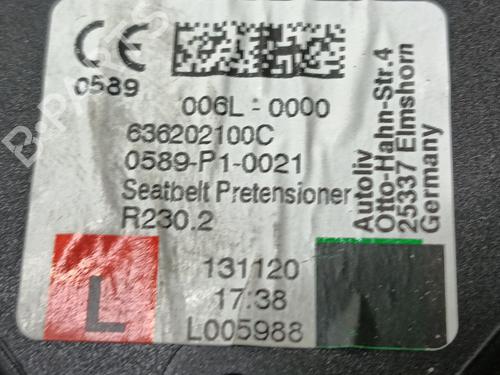 CE
0589
006L - 0000
636202100C
0589-P1-0021
Seatbelt Pretensioner
R230.2
131120
17:38
L005988
L
Autoliv
Otto-Hahn-Str.4
25337 Elmshorn
Germany